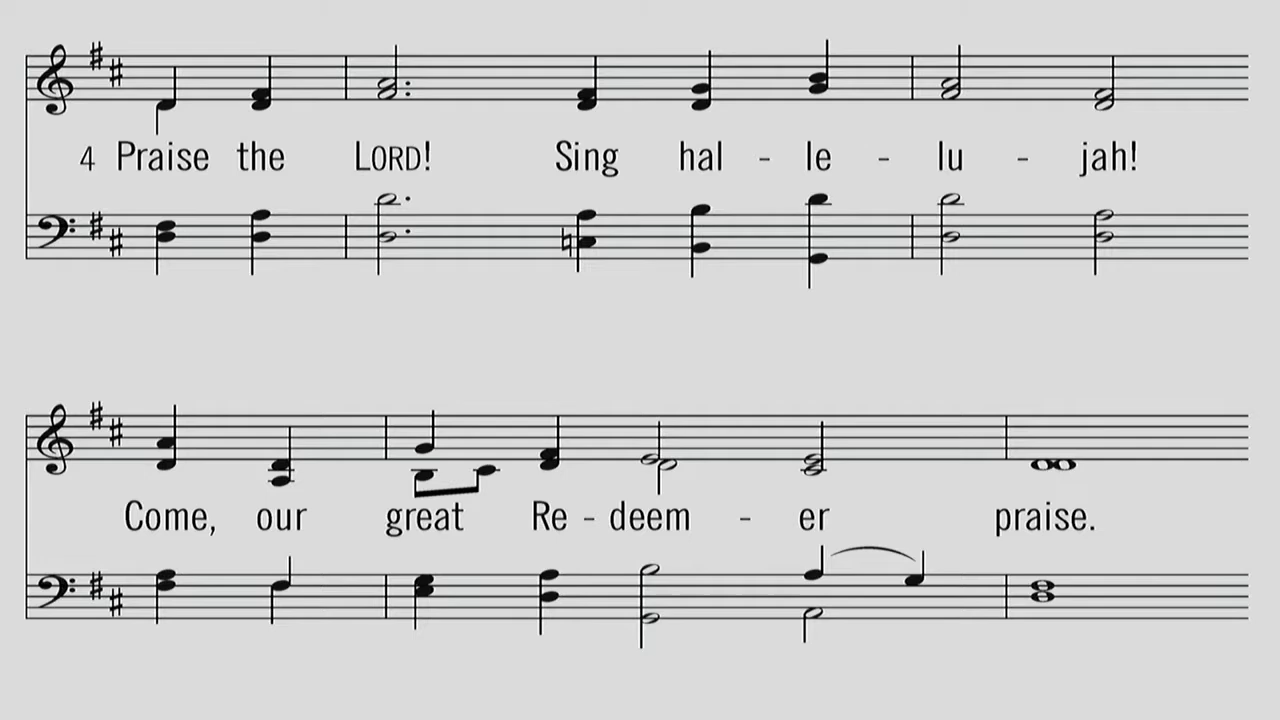 4 Praise the LORD! Sing hal - le - lu - jah!
Come, our great Re - deem - er praise.